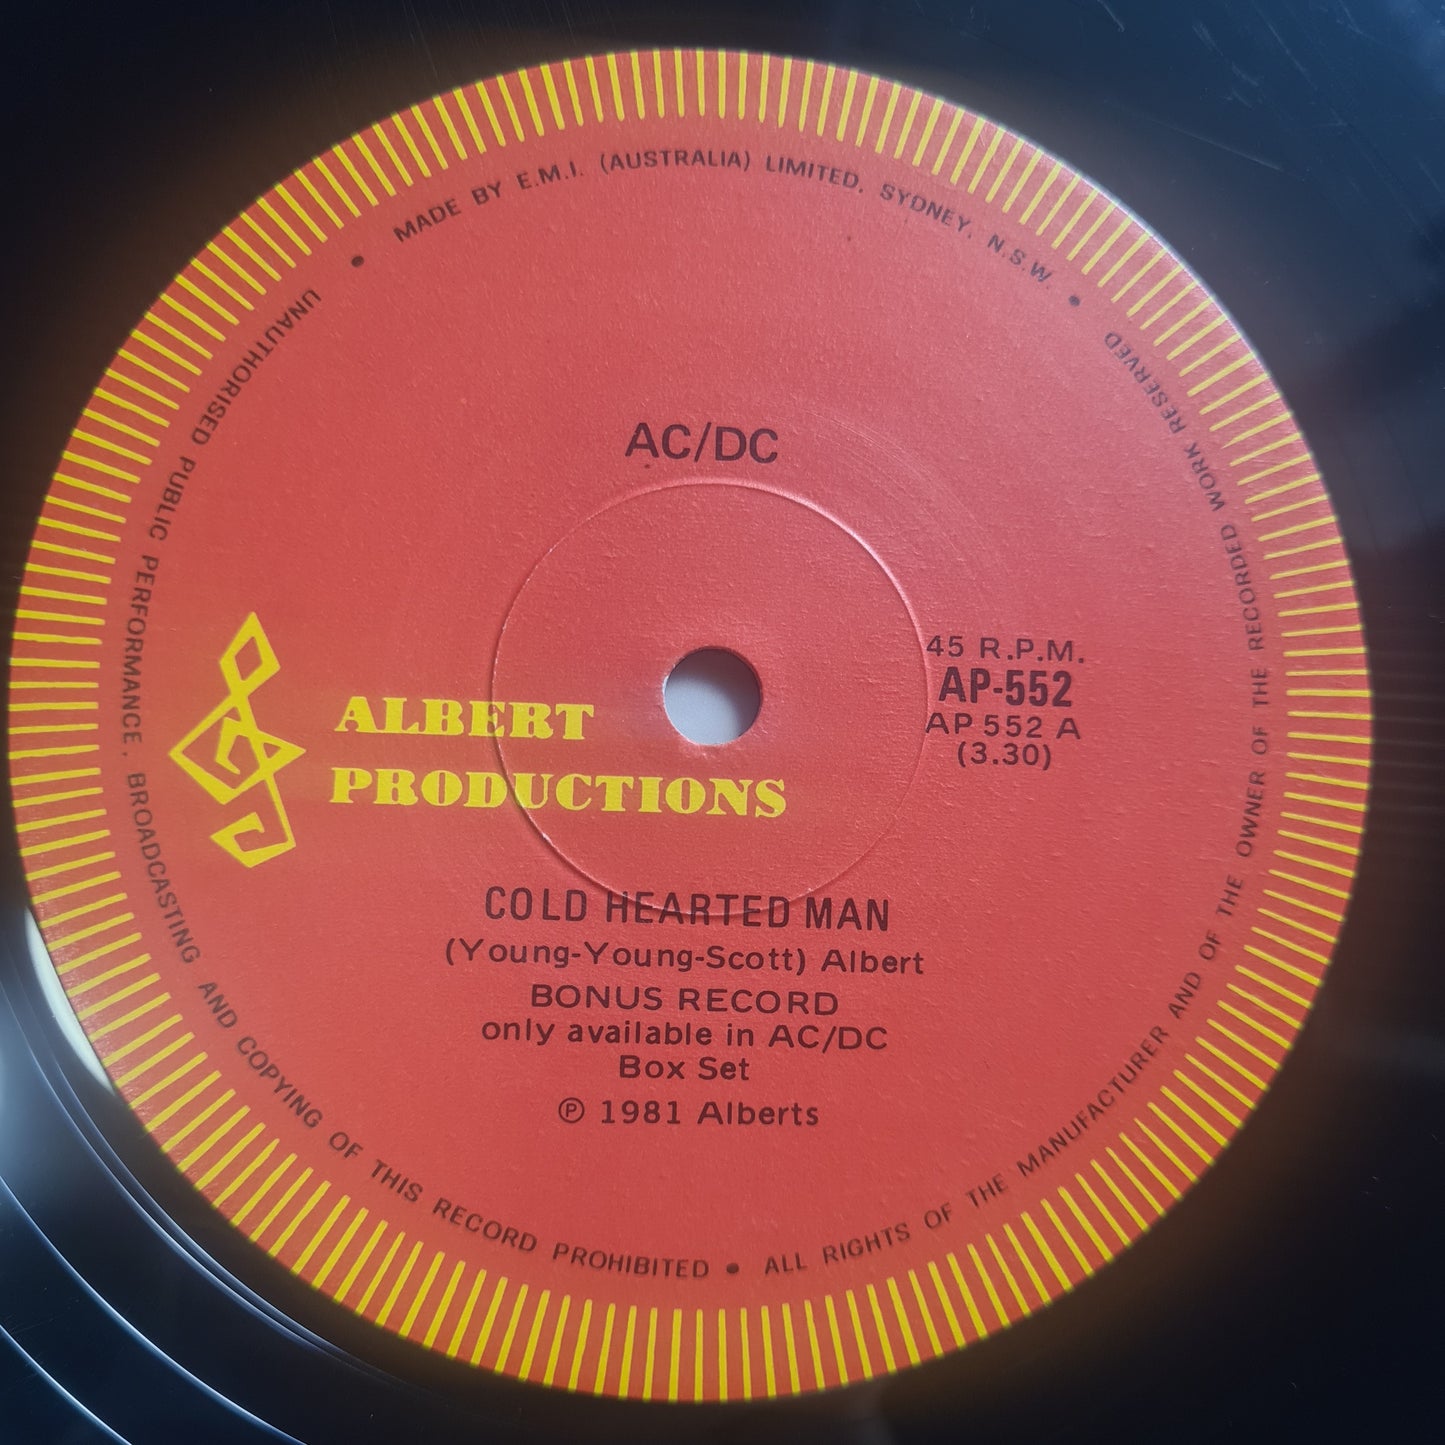 MADE BY E.M.I. (AUSTRALIA) LIMITED. SYDNEY. N.S.W. •
UNAUTHORISED PUBLIC PERFORMANCE, BROADCASTING AND COPYING OF THIS RECORD PROHIBITED •
ALL RIGHTS OF THE MANUFACTURER AND OF THE OWNER OF THE RECORDED WORK RESERVED •
AC/DC
45 R.P.M.
AP-552
AP 552 A
(3.30)
ALBERT
PRODUCTIONS
COLD HEARTED MAN
(Young-Young-Scott) Albert
BONUS RECORD
only available in AC/DC
Box Set
℗ 1981 Alberts